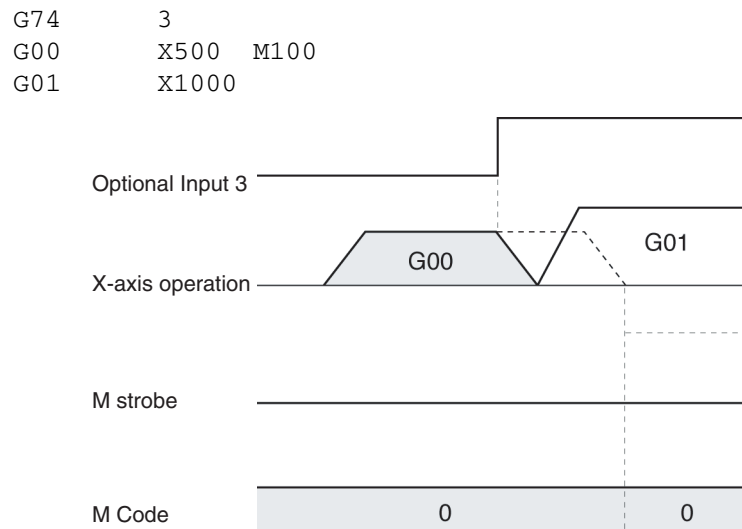 G74 3
G00 X500 M100
G01 X1000
Optional Input 3
G01
G00
X-axis operation
M strobe
M Code 0 0